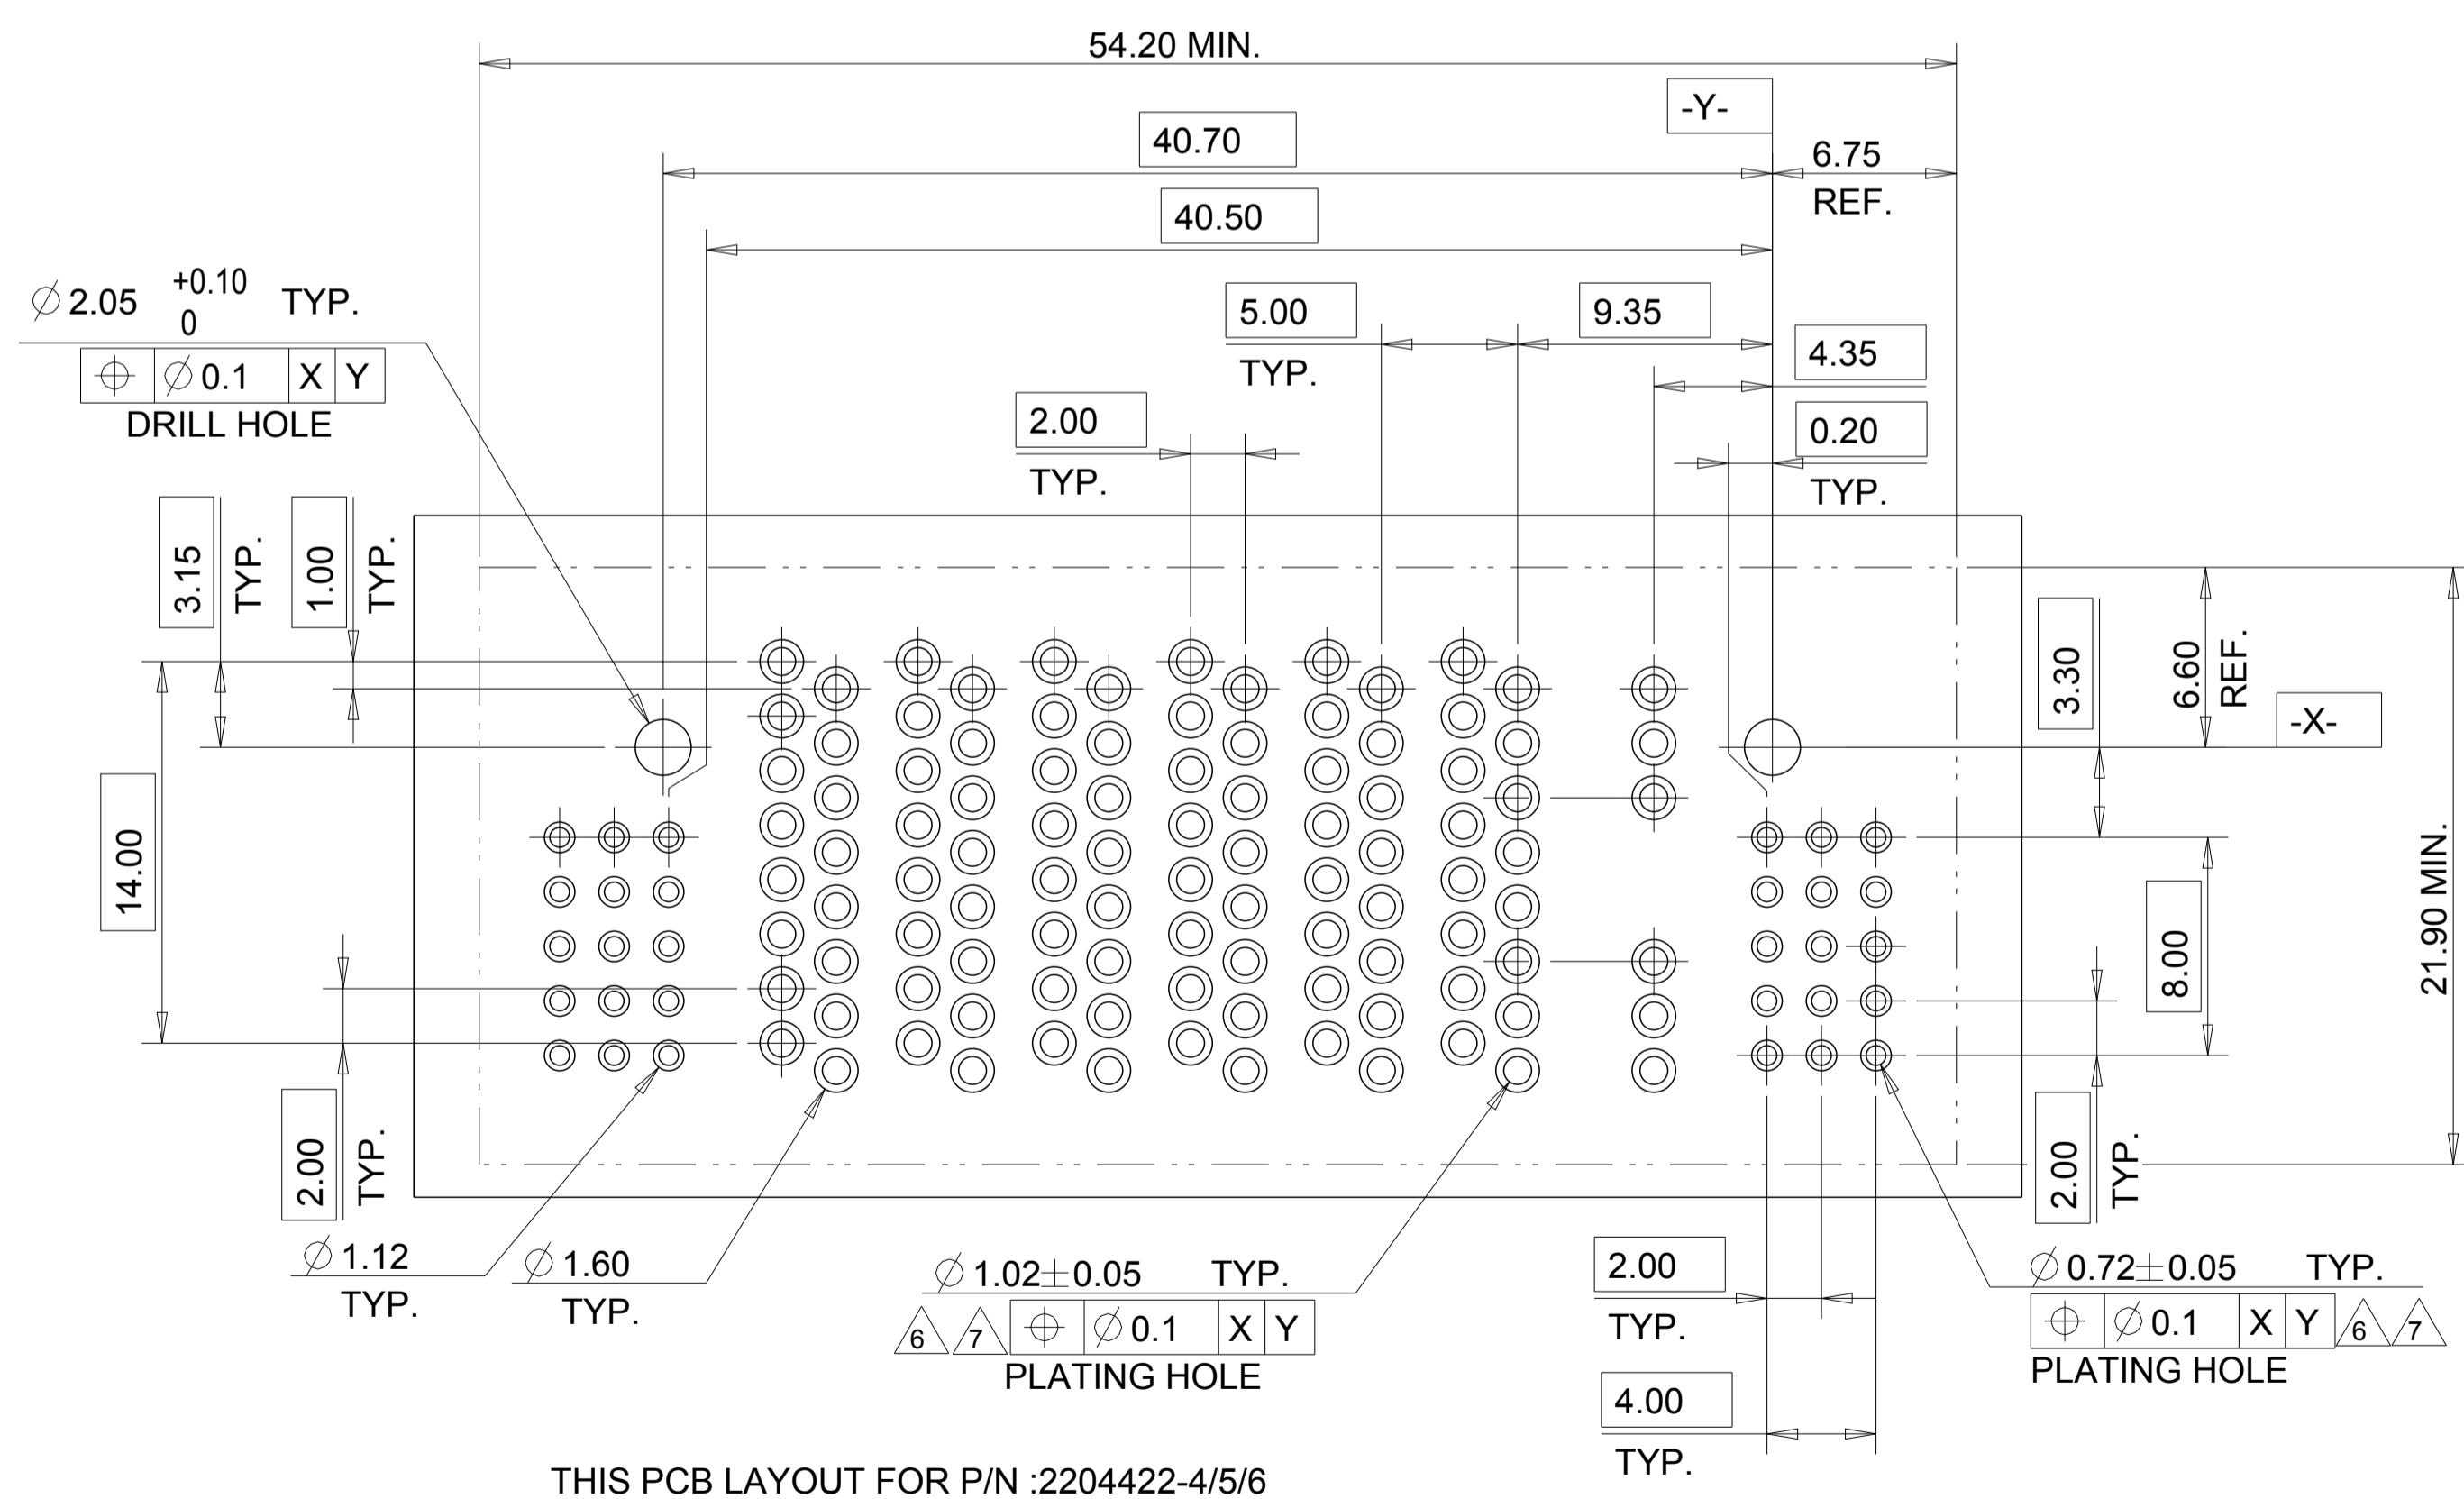 54.20 MIN.
-Y-
40.70
6.75
REF.
40.50
⌀ 2.05 +0.10 0 TYP.
⌀ 0.1 X Y
DRILL HOLE
5.00
TYP.
9.35
4.35
2.00
TYP.
0.20
TYP.
3.15
TYP.
1.00
TYP.
3.30
6.60
REF.
-X-
14.00
8.00
21.90 MIN.
2.00
TYP.
2.00
TYP.
⌀ 1.12
TYP.
⌀ 1.60
TYP.
⌀ 1.02±0.05 TYP.
6 7 ⌀ 0.1 X Y
PLATING HOLE
2.00
TYP.
4.00
TYP.
⌀ 0.72±0.05 TYP.
⌀ 0.1 X Y 6 7
PLATING HOLE
THIS PCB LAYOUT FOR P/N :2204422-4/5/6